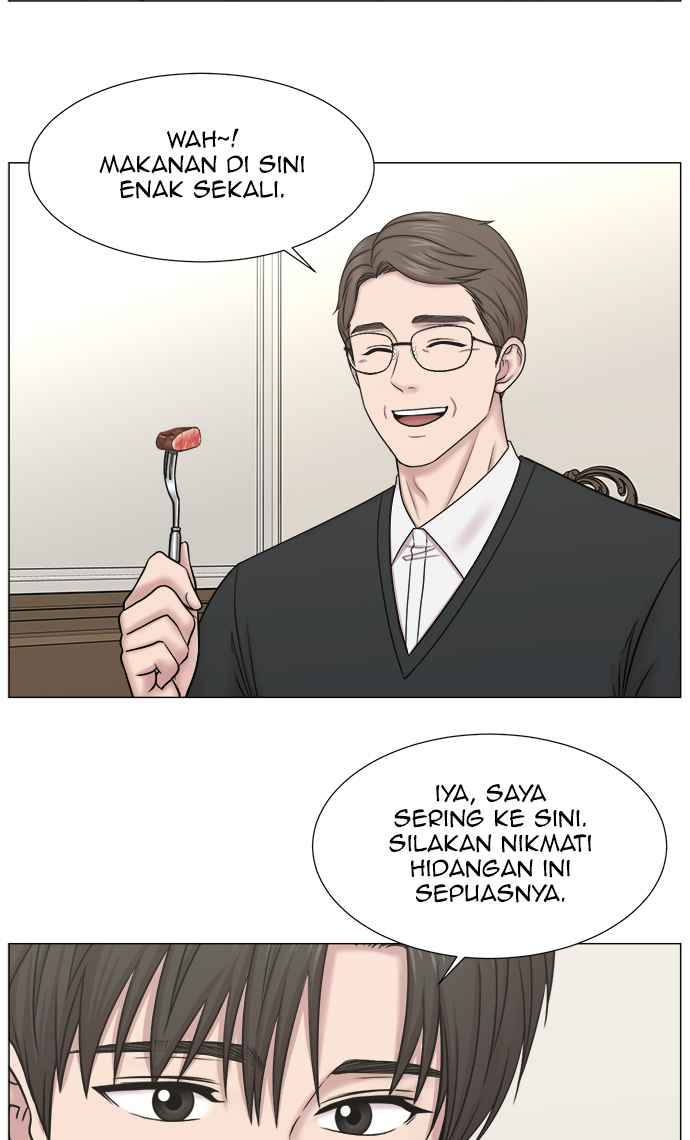 WAH~!
MAKANAN DI SINI
ENAK SEKALI.
IYA, SAYA
SERING KE SINI.
SILAKAN NIKMATI
HIDANGAN INI
SEPUASNYA.